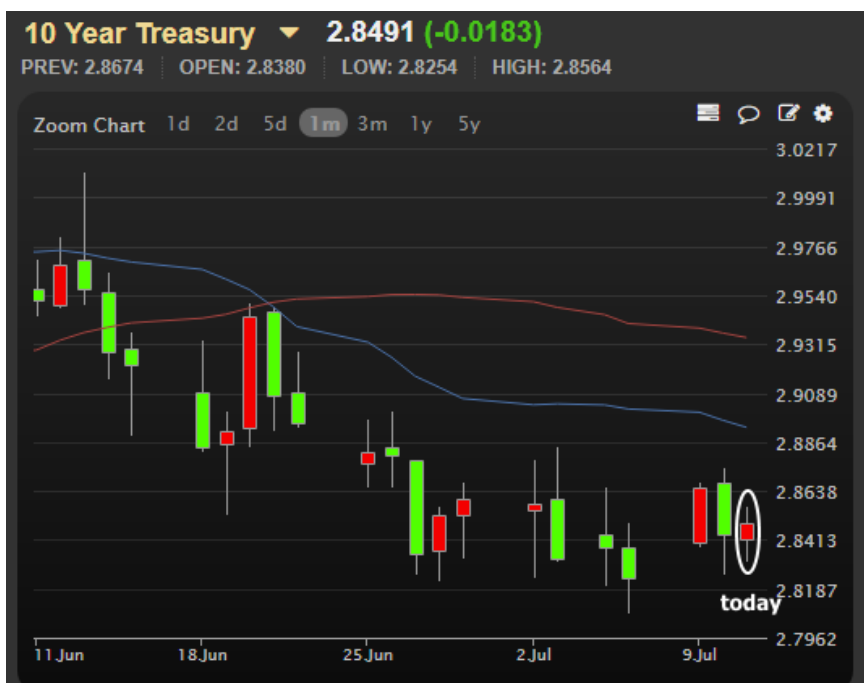 10 Year Treasury 2.8491 (-0.0183)
PREV: 2.8674 OPEN: 2.8380 LOW: 2.8254 HIGH: 2.8564
Zoom Chart 1d 2d 5d 1m 3m 1y 5y
3.0217
2.9991
2.9766
2.9540
2.9315
2.9089
2.8864
2.8638
2.8413
2.8187
today
2.7962
11.Jun 18.Jun 25.Jun 2.Jul 9.Jul